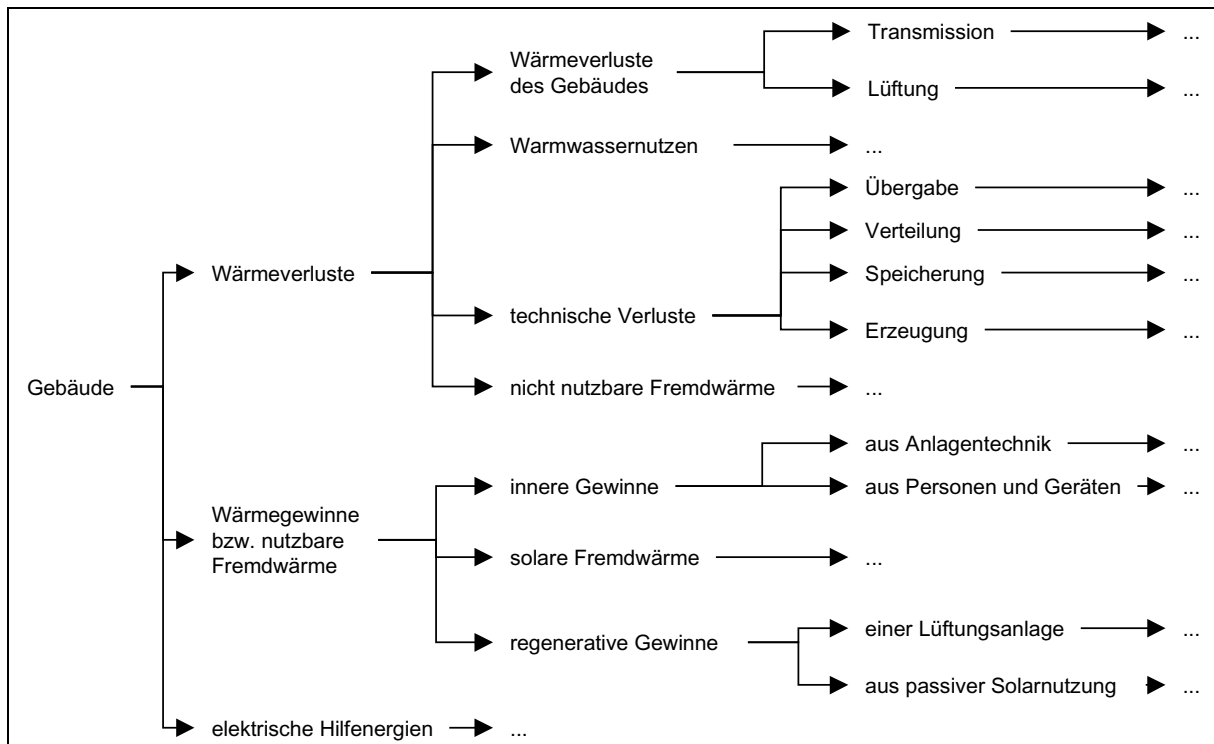 Transmission
...
Wärmeverluste
des Gebäudes
Lüftung
...
Warmwassernutzen
...
Übergabe
...
Verteilung
...
Wärmeverluste
Speicherung
...
technische Verluste
Erzeugung
...
Gebäude
nicht nutzbare Fremdwärme
...
aus Anlagentechnik
...
innere Gewinne
aus Personen und Geräten
...
Wärmegewinne
bzw. nutzbare
Fremdwärme
solare Fremdwärme
...
regenerative Gewinne
einer Lüftungsanlage
...
aus passiver Solarnutzung
...
elektrische Hilfenergien
...